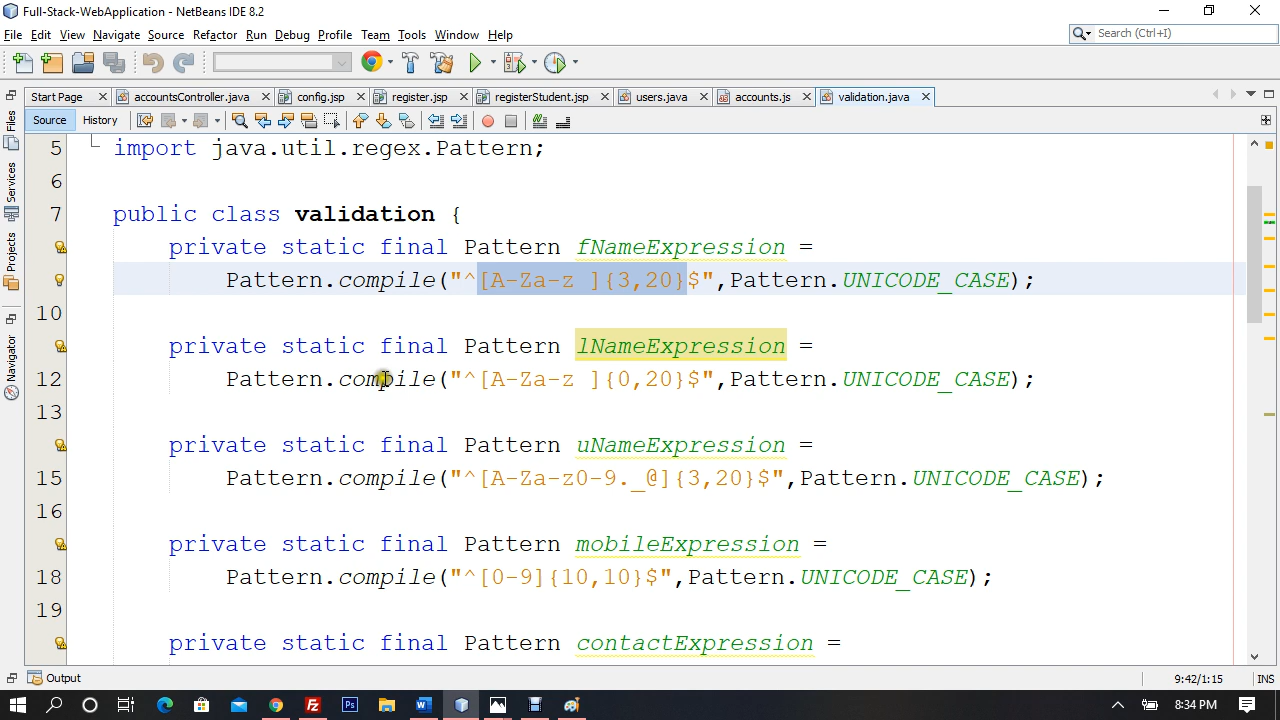 Full-Stack-WebApplication - NetBeans IDE 8.2
File Edit View Navigate Source Refactor Run Debug Profile Team Tools Window Help
Search (Ctrl+I)
Start Page accountsController.java config.jsp register.jsp registerStudent.jsp users.java accounts.js validation.java
Source History
Files
Services
Projects
Navigator
5 import java.util.regex.Pattern;
6
7 public class validation {
private static final Pattern fNameExpression =
Pattern.compile("^[A-Za-z ]{3,20}$",Pattern.UNICODE_CASE);
10
private static final Pattern lNameExpression =
12 Pattern.compile("^[A-Za-z ]{0,20}$",Pattern.UNICODE_CASE);
13
private static final Pattern uNameExpression =
15 Pattern.compile("^[A-Za-z0-9._@]{3,20}$",Pattern.UNICODE_CASE);
16
private static final Pattern mobileExpression =
18 Pattern.compile("^[0-9]{10,10}$",Pattern.UNICODE_CASE);
19
private static final Pattern contactExpression =
Output
9:42/1:15 INS
8:34 PM